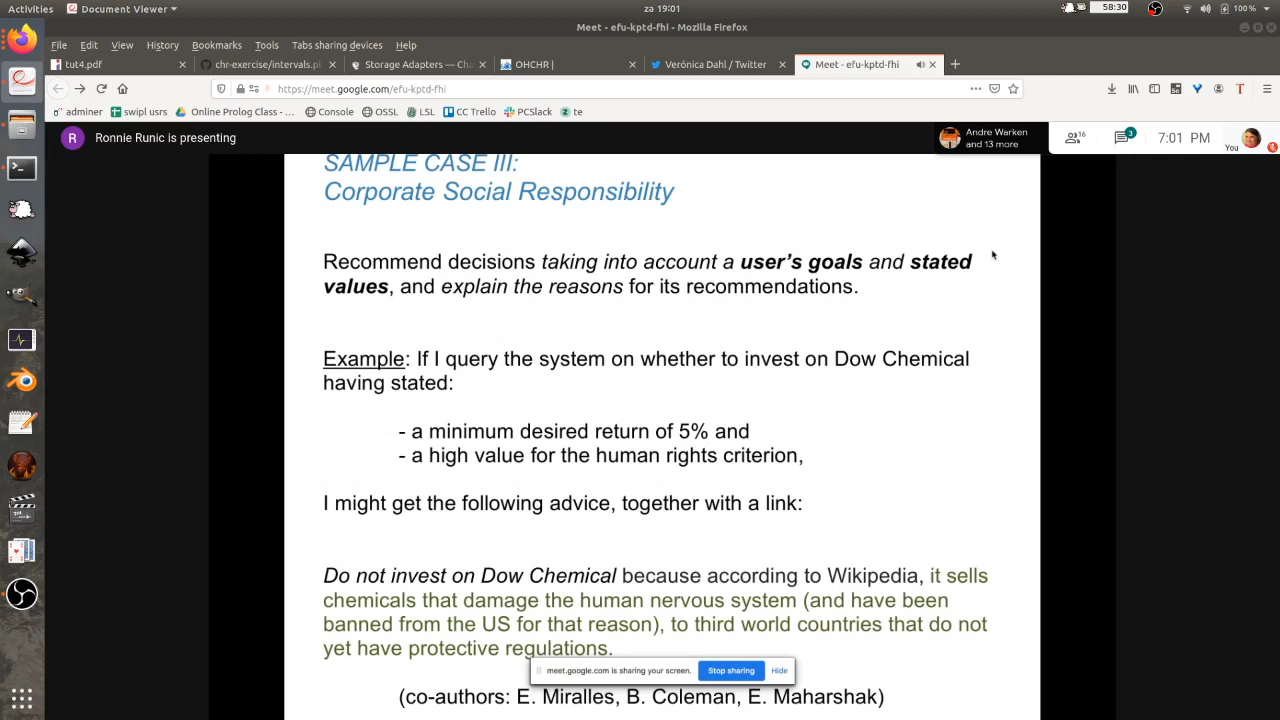 Activities
Document Viewer
za 19:01
58:30
100 %
Meet - efu-kptd-fhi - Mozilla Firefox
File Edit View History Bookmarks Tools Tabs sharing devices Help
tut4.pdf
chr-exercise/intervals.pl
Storage Adapters — Cha
OHCHR |
Verónica Dahl / Twitter
Meet - efu-kptd-fhi
https://meet.google.com/efu-kptd-fhi
adminer
swipl usrs
Online Prolog Class -…
Console
OSSL
LSL
CC Trello
PCSlack
te
R
Ronnie Runic is presenting
Andre Warken
and 13 more
16
3
7:01 PM
You
SAMPLE CASE III:
Corporate Social Responsibility
Recommend decisions taking into account a user's goals and stated
values, and explain the reasons for its recommendations.
Example: If I query the system on whether to invest on Dow Chemical
having stated:
- a minimum desired return of 5% and
- a high value for the human rights criterion,
I might get the following advice, together with a link:
Do not invest on Dow Chemical because according to Wikipedia, it sells
chemicals that damage the human nervous system (and have been
banned from the US for that reason), to third world countries that do not
yet have protective regulations.
meet.google.com is sharing your screen.
Stop sharing
Hide
(co-authors: E. Miralles, B. Coleman, E. Maharshak)